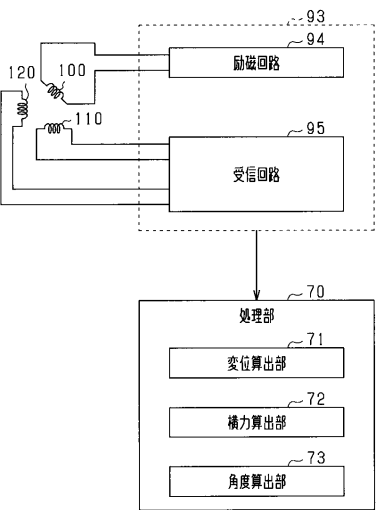 93
94
励磁回路
120
100
110
95
受信回路
70
処理部
71
変位算出部
72
横力算出部
73
角度算出部